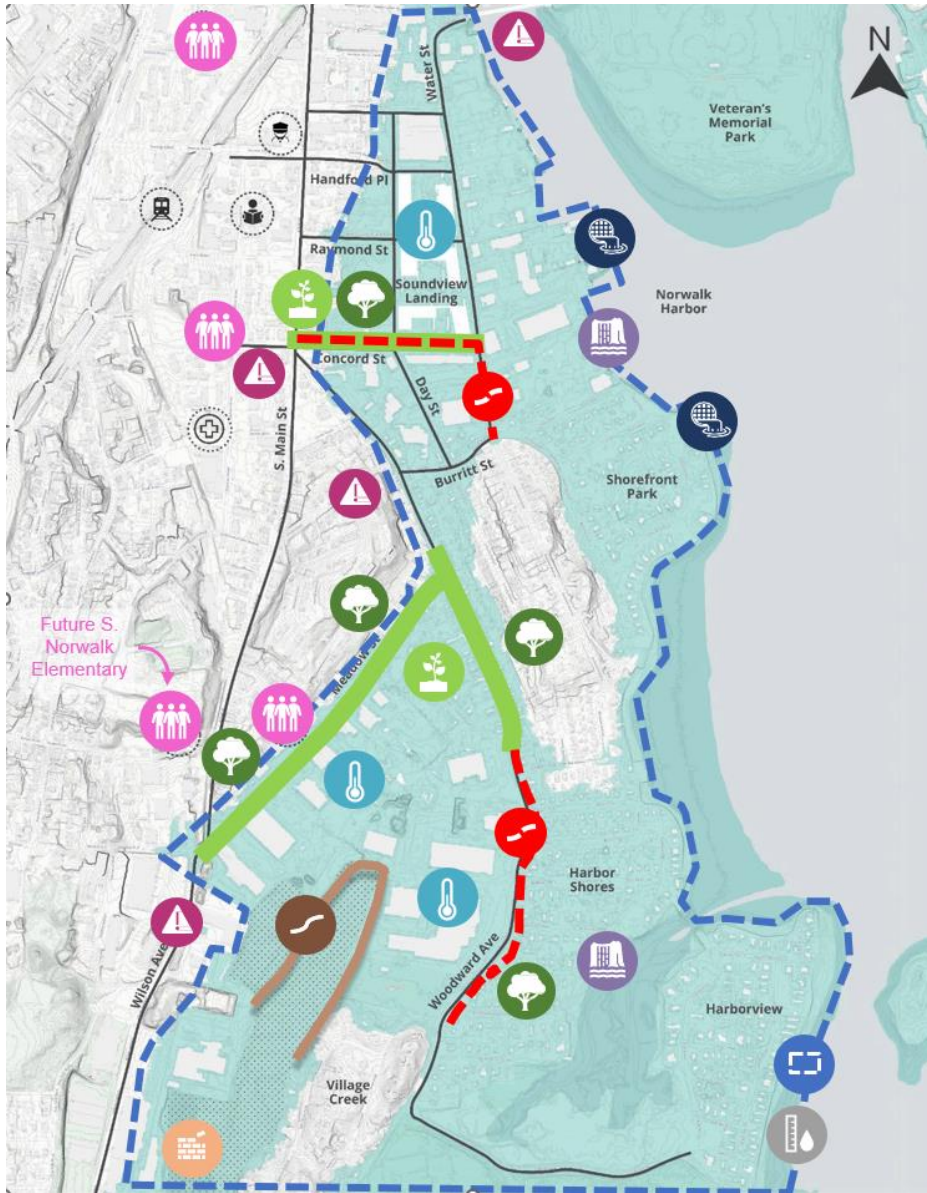 N
Water St
Veteran's
Memorial
Park
Handford Pl
Raymond St
Soundview
Landing
Norwalk
Harbor
Concord St
Day St
S. Main St
Burritt St
Shorefront
Park
Future S.
Norwalk
Elementary
Meadow St
Harbor
Shores
Woodward Ave
Wilson Ave
Harborview
Village
Creek